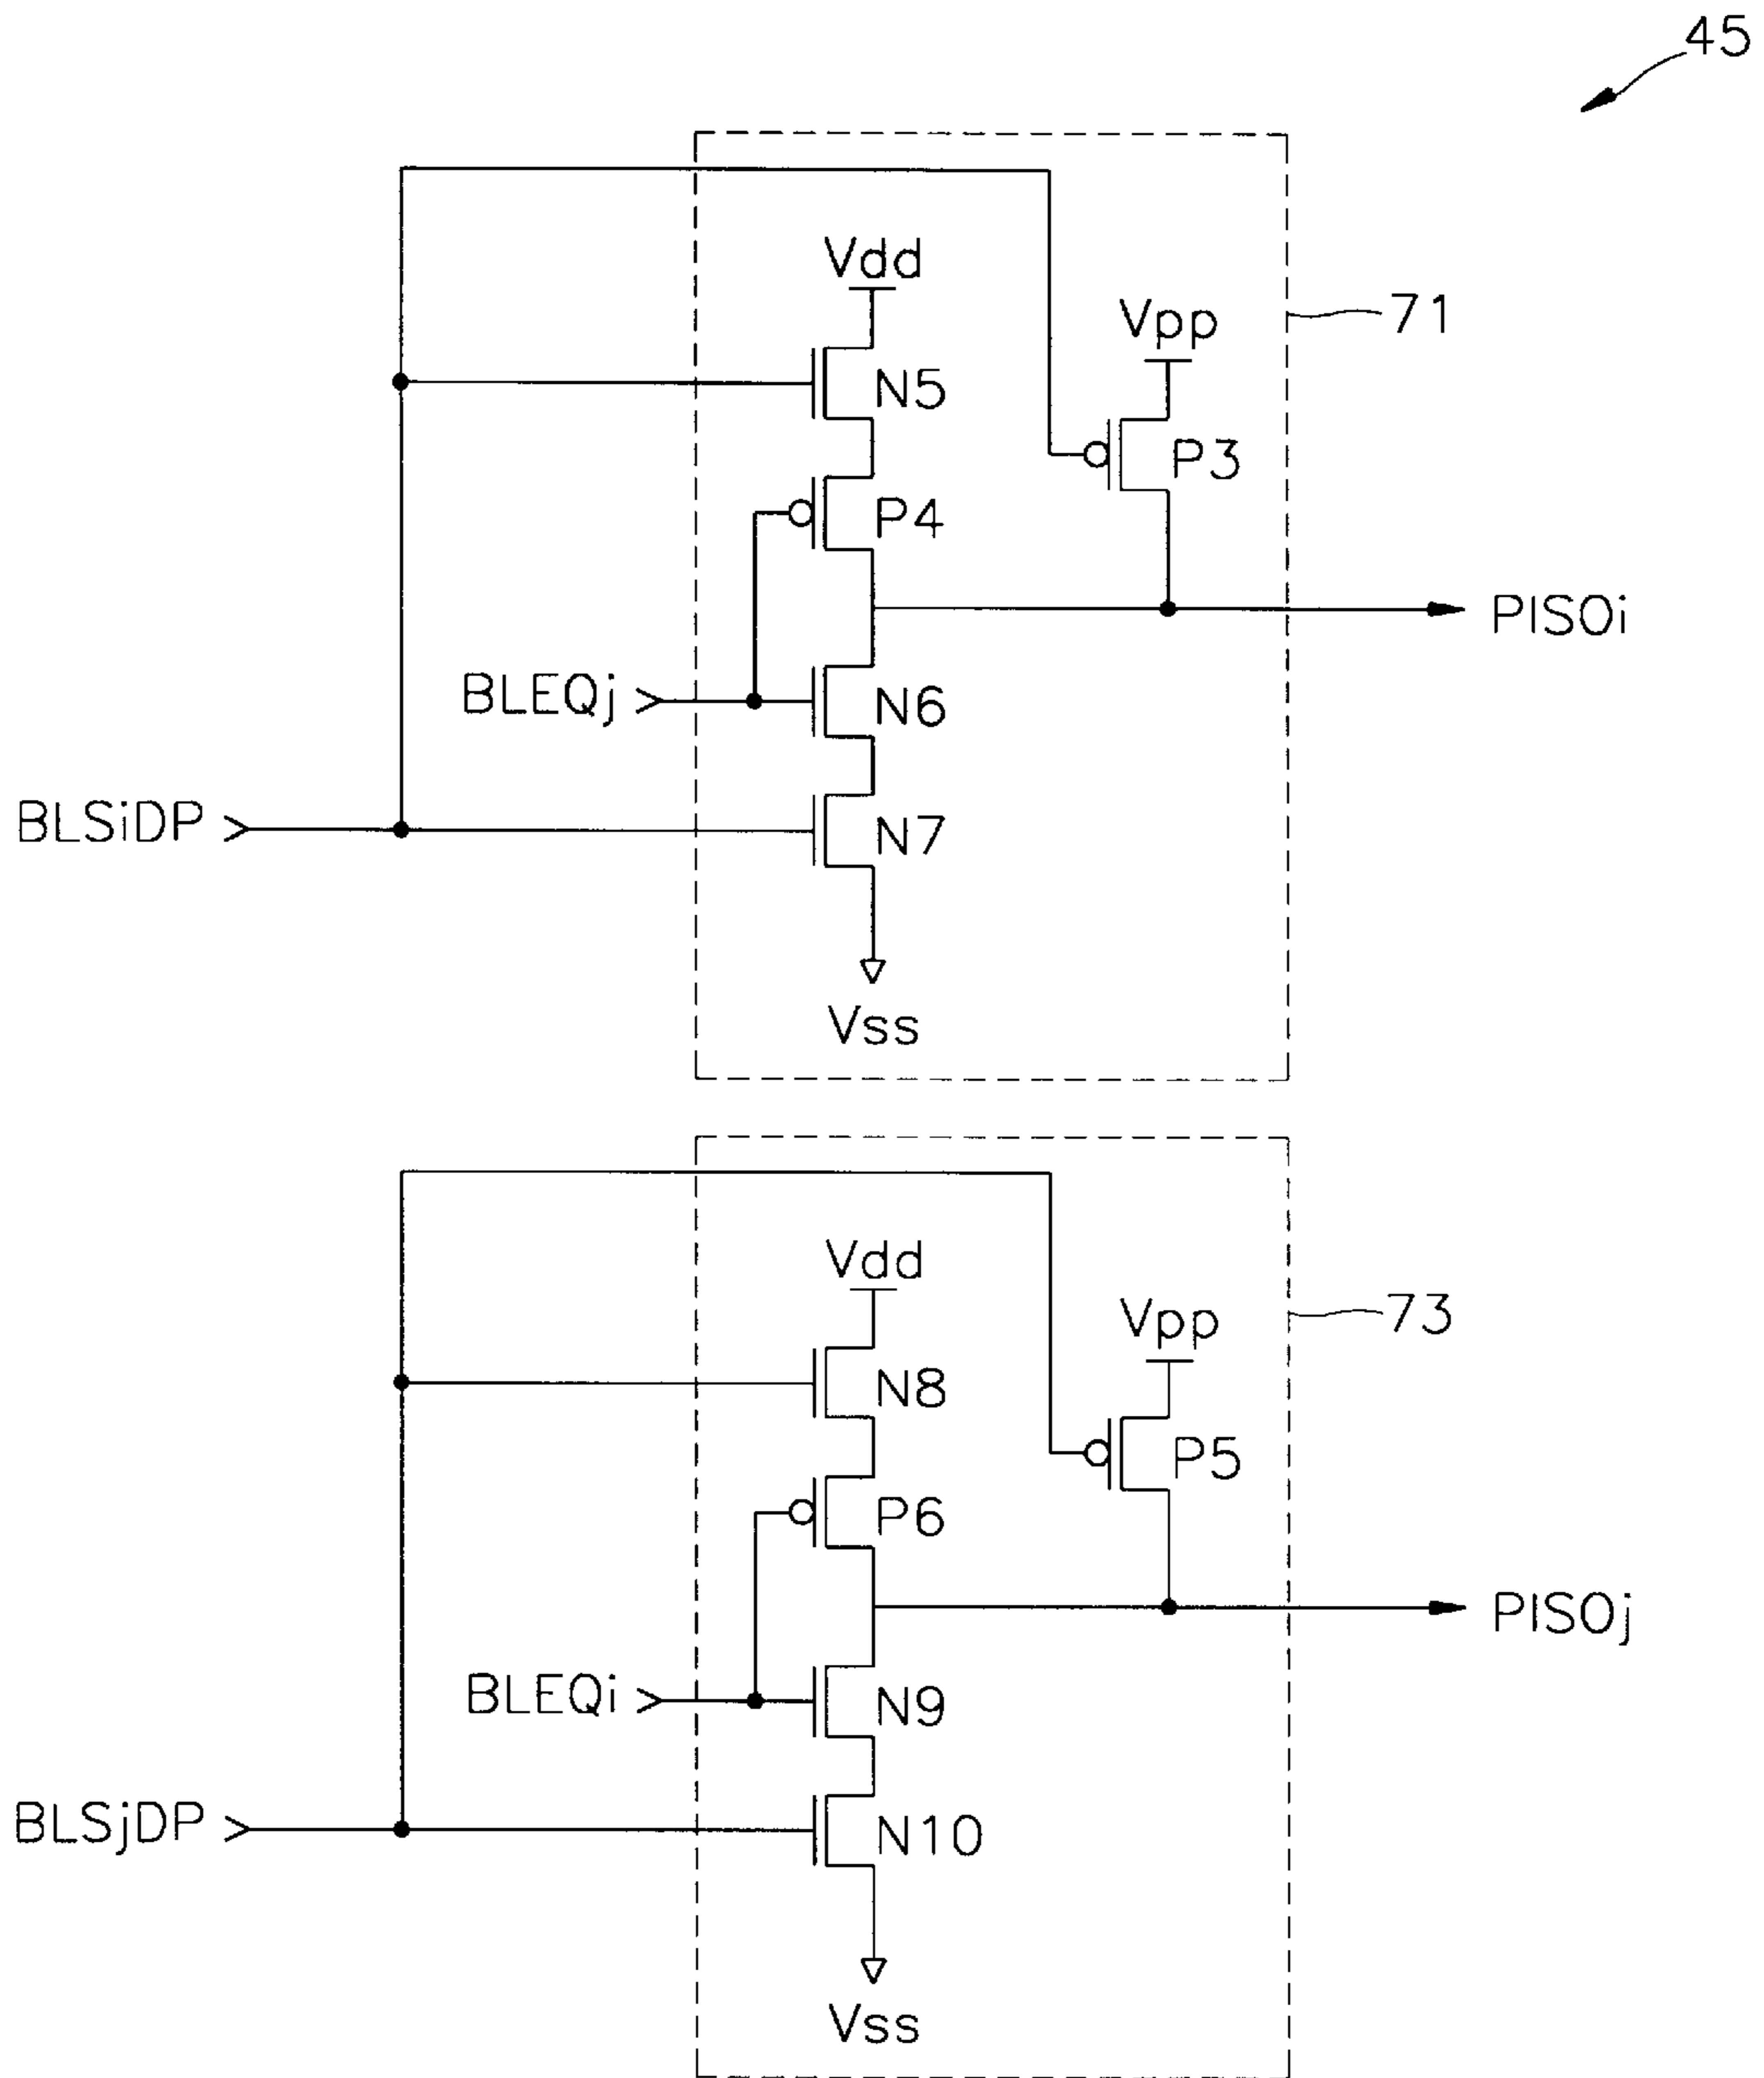 45
Vdd
71
Vpp
N5
P3
P4
PISOi
BLEQj
N6
BLSiDP
N7
Vss
Vdd
73
Vpp
N8
P5
P6
PISOj
BLEQi
N9
BLSjDP
N10
Vss